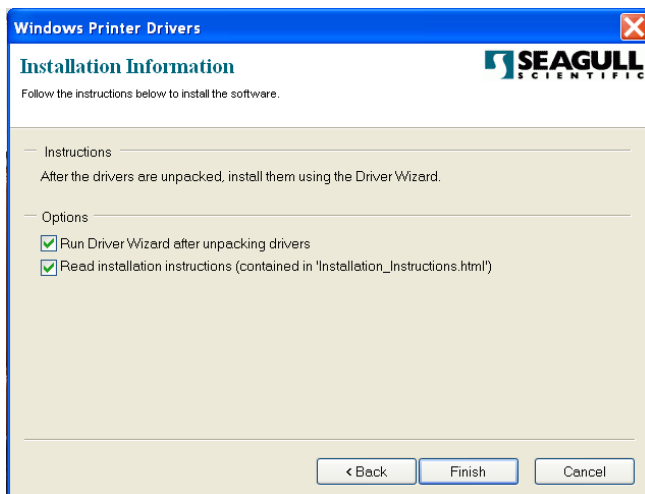 Windows Printer Drivers
Installation Information
SEAGULL
SCIENTIFIC
Follow the instructions below to install the software.
Instructions
After the drivers are unpacked, install them using the Driver Wizard.
Options
Run Driver Wizard after unpacking drivers
Read installation instructions (contained in 'Installation_Instructions.html')
< Back
Finish
Cancel